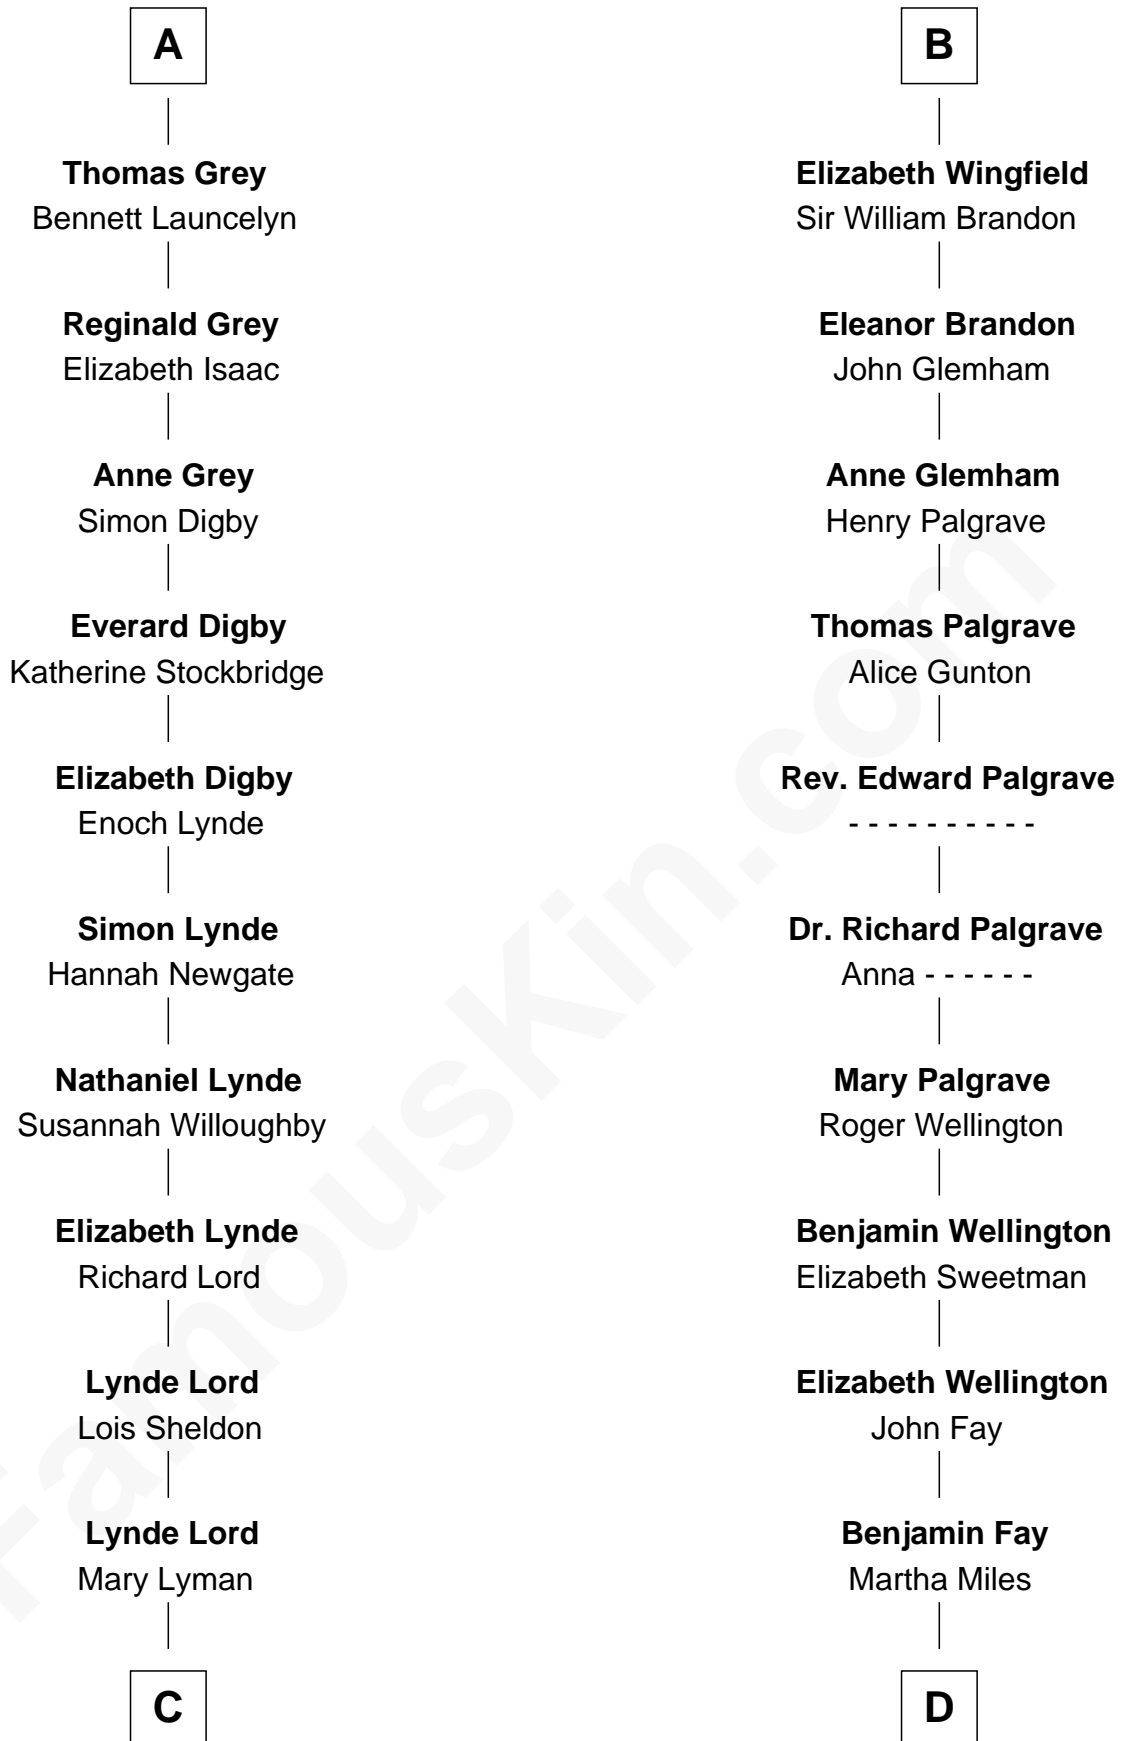 A
Thomas Grey
Bennett Launcelyn
Reginald Grey
Elizabeth Isaac
Anne Grey
Simon Digby
Everard Digby
Katherine Stockbridge
Elizabeth Digby
Enoch Lynde
Simon Lynde
Hannah Newgate
Nathaniel Lynde
Susannah Willoughby
Elizabeth Lynde
Richard Lord
Lynde Lord
Lois Sheldon
Lynde Lord
Mary Lyman
C
B
Elizabeth Wingfield
Sir William Brandon
Eleanor Brandon
John Glemham
Anne Glemham
Henry Palgrave
Thomas Palgrave
Alice Gunton
Rev. Edward Palgrave
- - - - - - - - - -
Dr. Richard Palgrave
Anna - - - - - -
Mary Palgrave
Roger Wellington
Benjamin Wellington
Elizabeth Sweetman
Elizabeth Wellington
John Fay
Benjamin Fay
Martha Miles
D
FamousKin.com